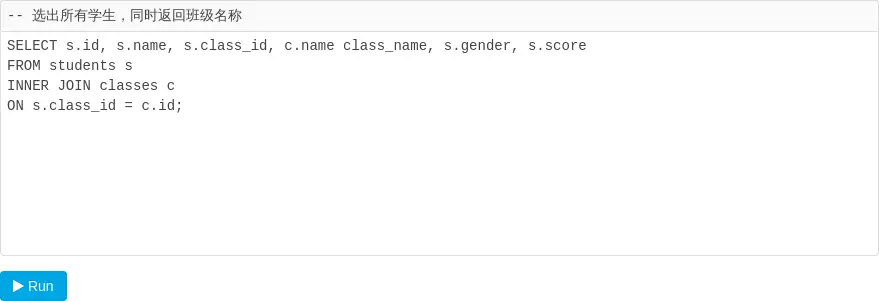 -- 选出所有学生，同时返回班级名称
SELECT s.id, s.name, s.class_id, c.name class_name, s.gender, s.score
FROM students s
INNER JOIN classes c
ON s.class_id = c.id;
Run